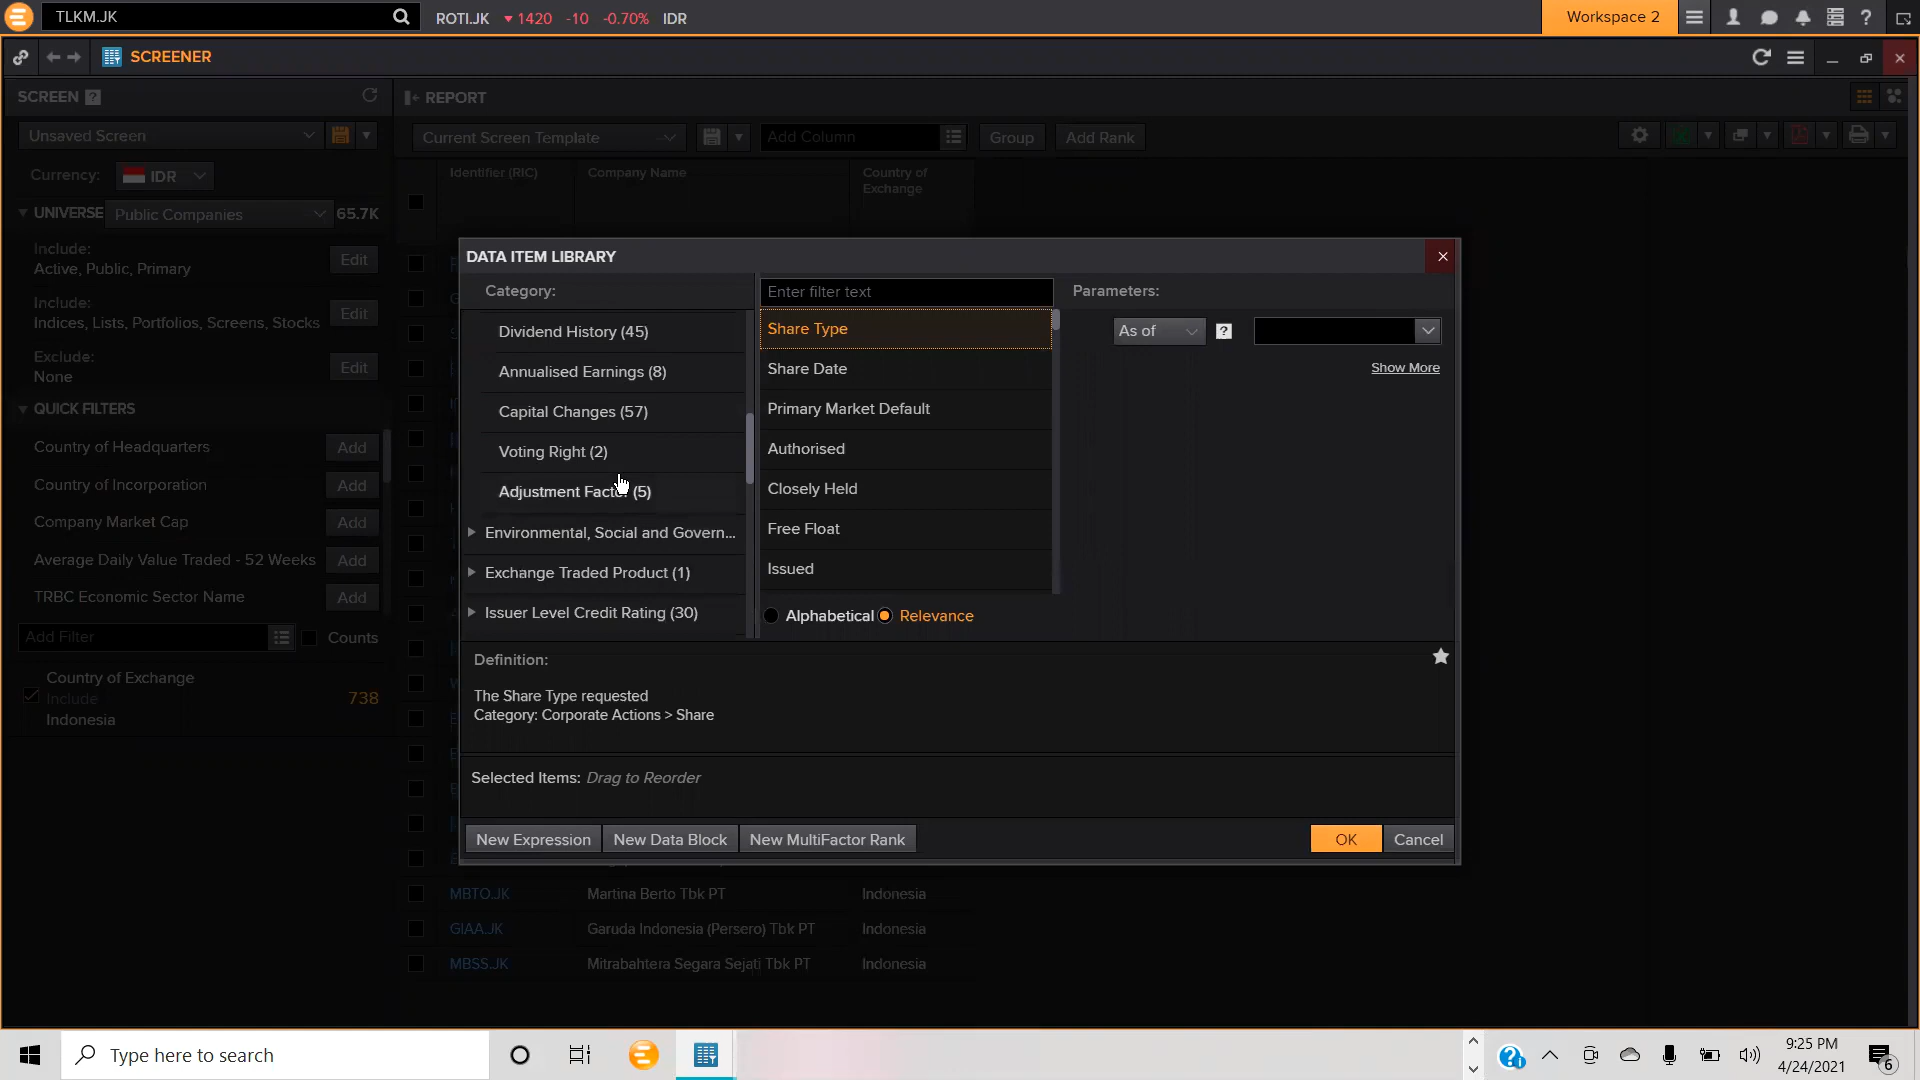 TLKM.JK
ROTI.JK ▼ 1420 -10 -0.70% IDR
Workspace 2
SCREENER
SCREEN ?
REPORT
Unsaved Screen
Current Screen Template
Add Column
Group
Add Rank
Currency: IDR
Identifier (RIC)
Company Name
Country of
Exchange
UNIVERSE Public Companies 65.7K
Include:
Active, Public, Primary
Edit
Include:
Indices, Lists, Portfolios, Screens, Stocks
Edit
Exclude:
None
Edit
QUICK FILTERS
Country of Headquarters Add
Country of Incorporation Add
Company Market Cap Add
Average Daily Value Traded - 52 Weeks Add
TRBC Economic Sector Name Add
Add Filter
Counts
Country of Exchange
Include
Indonesia
738
DATA ITEM LIBRARY
Category:
Enter filter text
Parameters:
Dividend History (45)
Annualised Earnings (8)
Capital Changes (57)
Voting Right (2)
Adjustment Factor (5)
Environmental, Social and Govern...
Exchange Traded Product (1)
Issuer Level Credit Rating (30)
Share Type
Share Date
Primary Market Default
Authorised
Closely Held
Free Float
Issued
Alphabetical
Relevance
As of
?
Show More
Definition:
The Share Type requested
Category: Corporate Actions > Share
Selected Items: Drag to Reorder
New Expression
New Data Block
New MultiFactor Rank
OK
Cancel
MBTO.JK Martina Berto Tbk PT Indonesia
GIAA.JK Garuda Indonesia (Persero) Tbk PT Indonesia
MBSS.JK Mitrabahtera Segara Sejati Tbk PT Indonesia
Type here to search
9:25 PM
4/24/2021
6